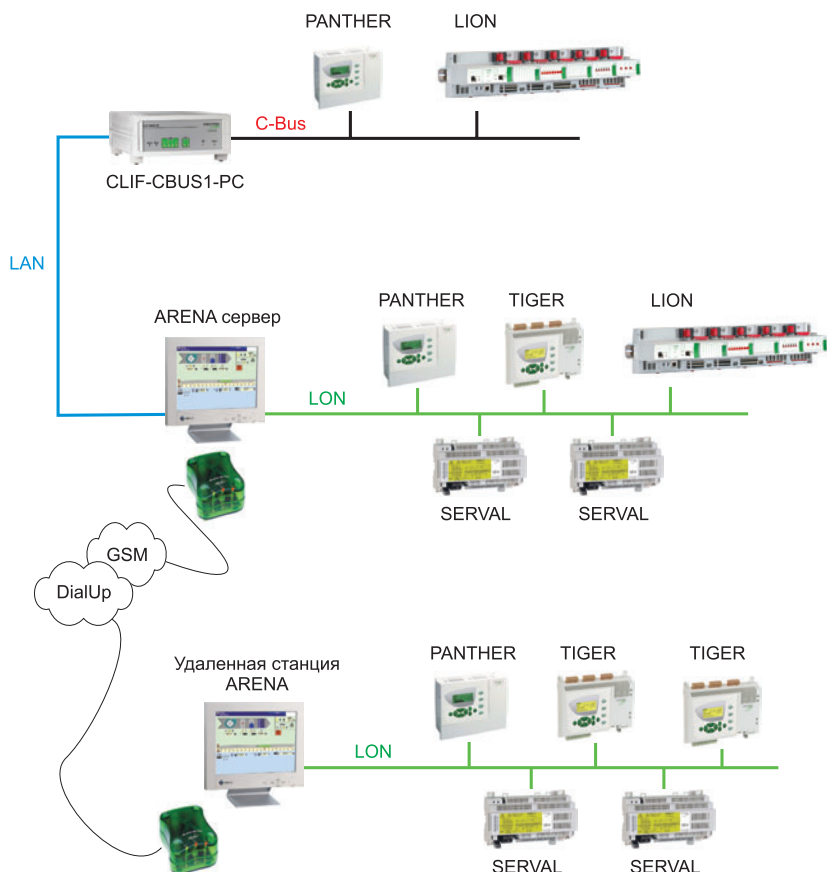 PANTHER
LION
C-Bus
CLIF-CBUS1-PC
LAN
ARENA сервер
PANTHER
TIGER
LION
LON
SERVAL
SERVAL
GSM
DialUp
Удаленная станция
ARENA
PANTHER
TIGER
TIGER
LON
SERVAL
SERVAL